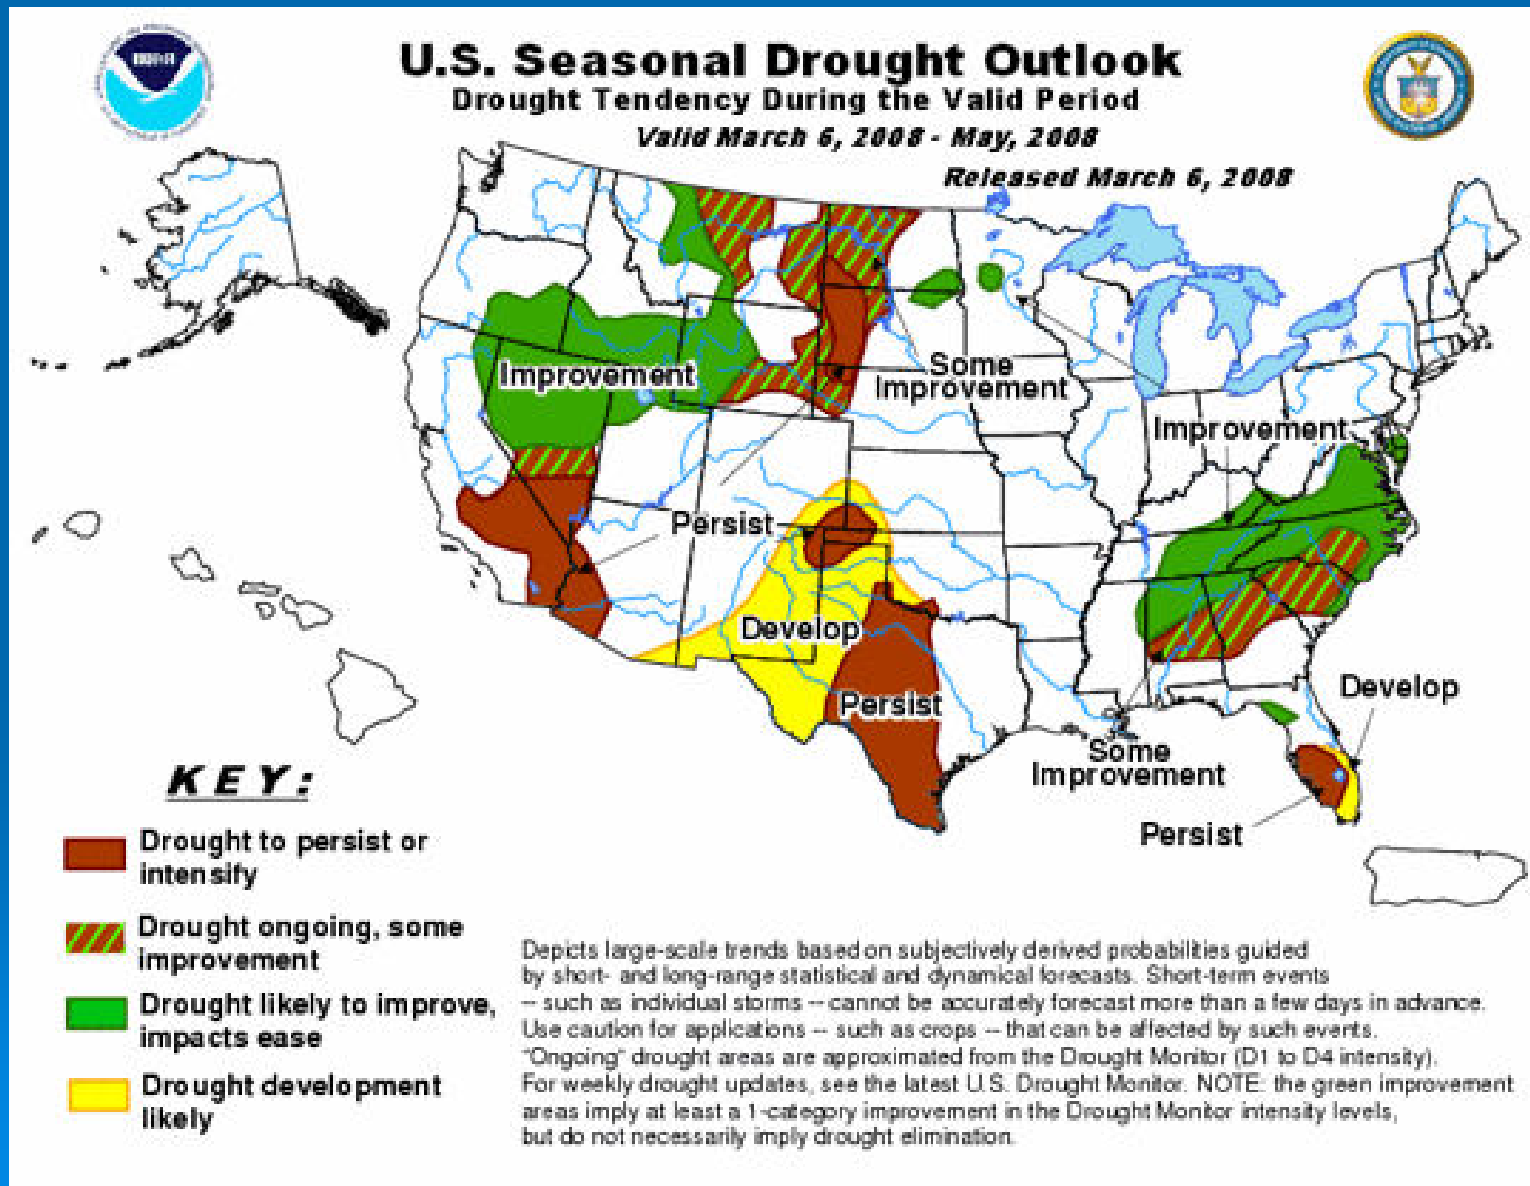 U.S. Seasonal Drought Outlook
Drought Tendency During the Valid Period
Valid March 6, 2008 - May, 2008
Released March 6, 2008
Improvement
Some
Improvement
Improvement
Persist
Develop
Persist
Develop
Some
Improvement
Persist
KEY:
Drought to persist or
intensify
Drought ongoing, some
improvement
Drought likely to improve,
impacts ease
Drought development
likely
Depicts large-scale trends based on subjectively derived probabilities guided
by short- and long-range statistical and dynamical forecasts. Short-term events
-- such as individual storms -- cannot be accurately forecast more than a few days in advance.
Use caution for applications -- such as crops -- that can be affected by such events.
"Ongoing" drought areas are approximated from the Drought Monitor (D1 to D4 intensity).
For weekly drought updates, see the latest U.S. Drought Monitor. NOTE: the green improvement
areas imply at least a 1-category improvement in the Drought Monitor intensity levels,
but do not necessarily imply drought elimination.